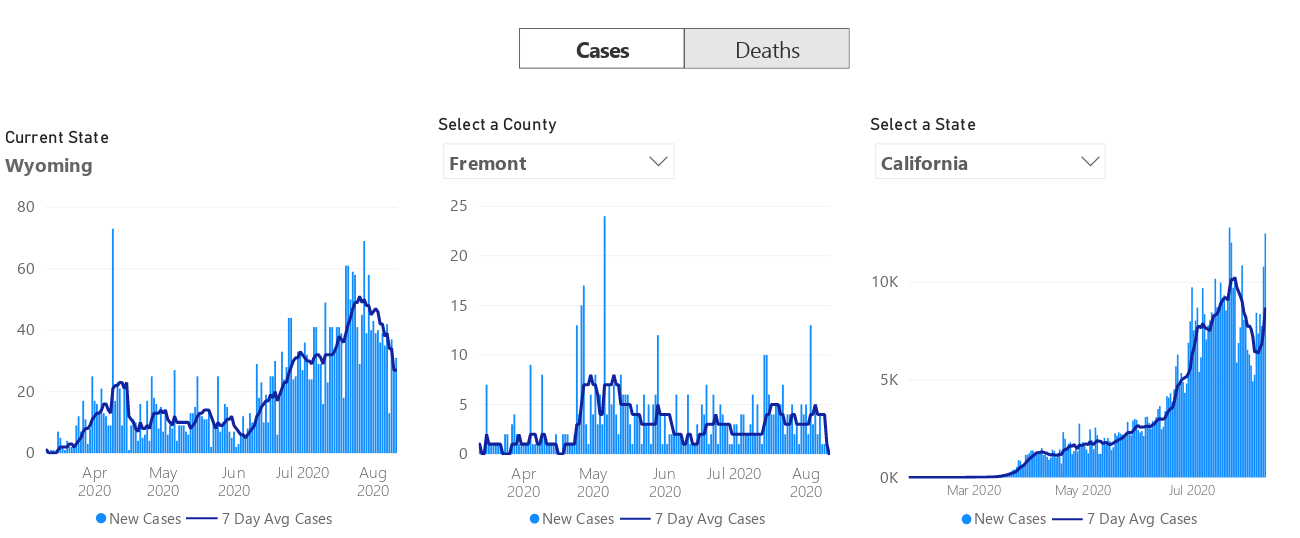 Cases Deaths
Current State
Wyoming
Select a County
Fremont
Select a State
California
80
60
40
20
0
Apr 2020
May 2020
Jun 2020
Jul 2020
Aug 2020
New Cases 7 Day Avg Cases
25
20
15
10
5
0
Apr 2020
May 2020
Jun 2020
Jul 2020
Aug 2020
New Cases 7 Day Avg Cases
10K
5K
0K
Mar 2020 May 2020 Jul 2020
New Cases 7 Day Avg Cases